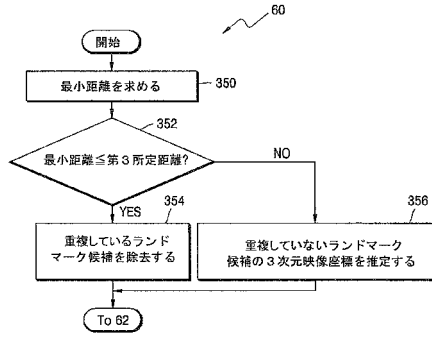 60
開始
最小距離を求める
350
352
最小距離≦第3所定距離?
NO
YES
354
重複しているランド
マーク候補を除去する
356
重複していないランドマーク
候補の3次元映像座標を推定する
To 62